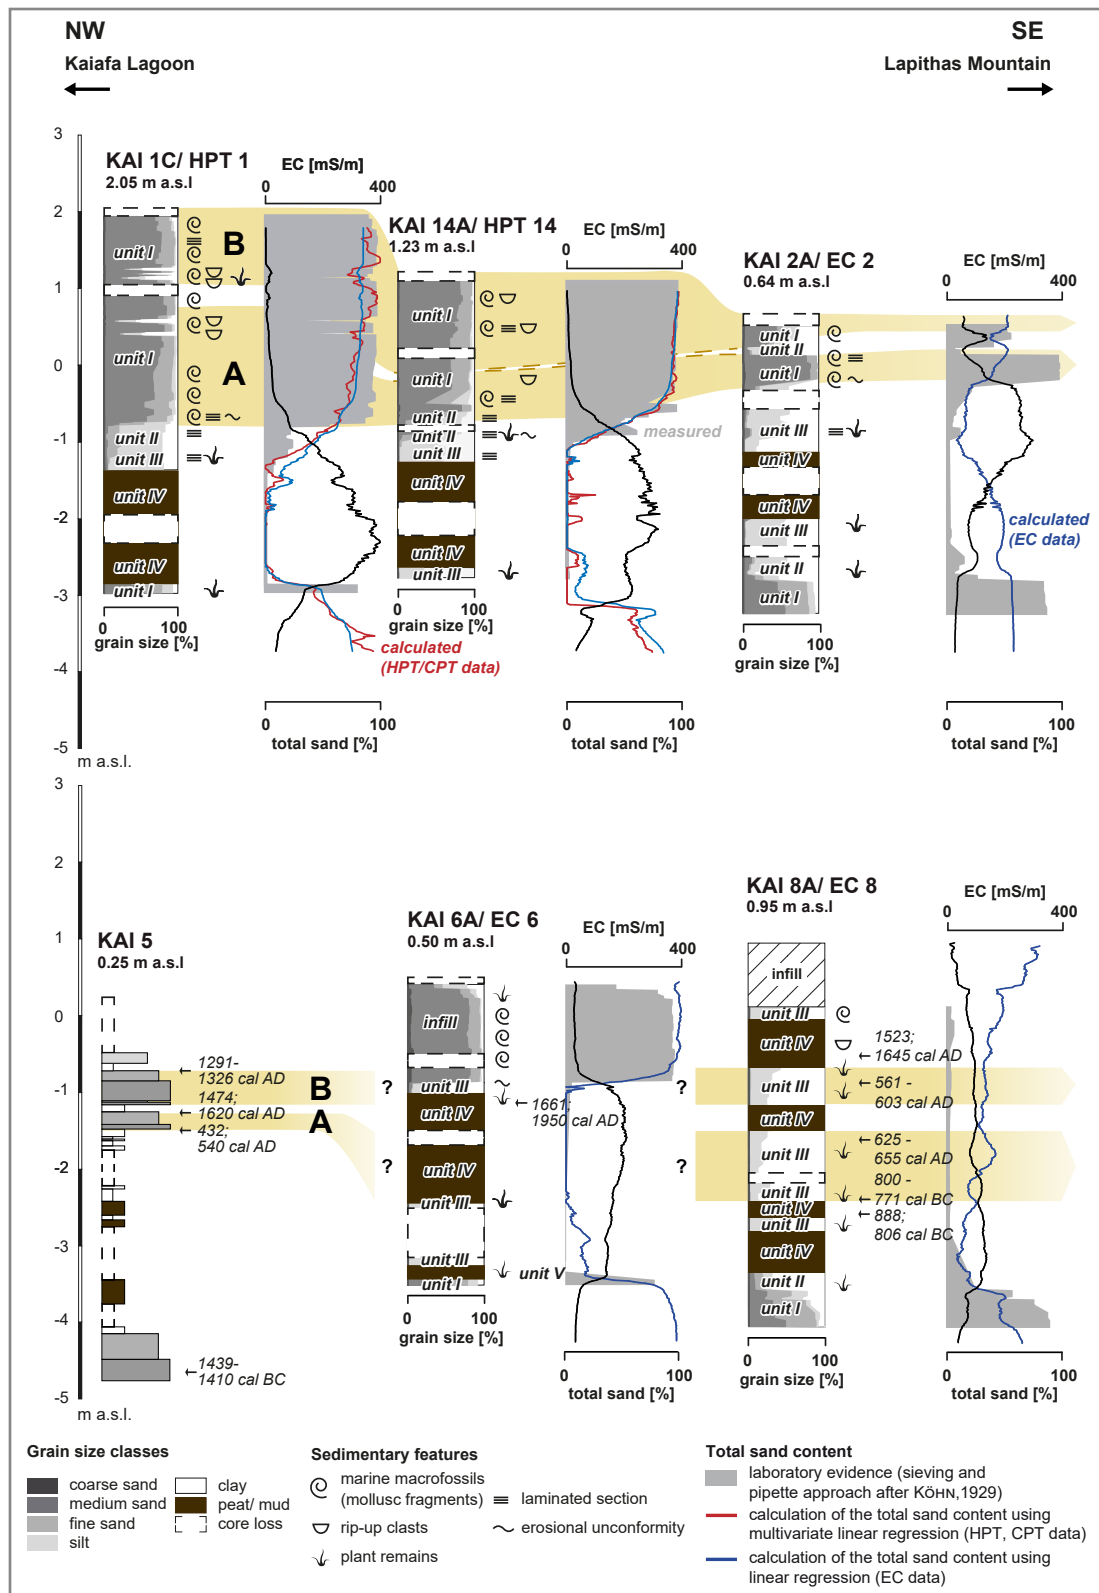 NW
SE
Kaiafa Lagoon
Lapithas Mountain
3
2
1
0
-1
-2
-3
-4
-5
m a.s.l.
KAI 1C/ HPT 1
2.05 m a.s.l
unit I
unit I
unit II
unit III
unit IV
unit IV
unit I
0
100
grain size [%]
B
A
EC [mS/m]
0
400
calculated
(HPT/CPT data)
0
100
total sand [%]
KAI 14A/ HPT 14
1.23 m a.s.l
unit I
unit I
unit II
unit II
unit III
unit IV
unit III
0
100
grain size [%]
EC [mS/m]
0
400
measured
0
100
total sand [%]
KAI 2A/ EC 2
0.64 m a.s.l
unit I
unit II
unit I
unit III
unit IV
unit IV
unit III
unit II
unit I
0
100
grain size [%]
EC [mS/m]
0
400
calculated
(EC data)
0
100
total sand [%]
3
2
1
0
-1
-2
-3
-4
-5
m a.s.l.
KAI 5
0.25 m a.s.l
1291-
1326 cal AD
1474;
1620 cal AD
432;
540 cal AD
1439-
1410 cal BC
B
A
?
?
KAI 6A/ EC 6
0.50 m a.s.l
infill
unit III
unit IV
unit IV
unit III
unit III
unit V
unit I
0
100
grain size [%]
1661;
1950 cal AD
EC [mS/m]
0
400
0
100
total sand [%]
?
?
KAI 8A/ EC 8
0.95 m a.s.l
infill
unit III
unit IV
unit III
unit IV
unit III
unit III
unit IV
unit III
unit IV
unit II
unit I
0
100
grain size [%]
1523;
1645 cal AD
561 -
603 cal AD
625 -
655 cal AD
800 -
771 cal BC
888;
806 cal BC
EC [mS/m]
0
400
0
100
total sand [%]
Grain size classes
coarse sand
medium sand
fine sand
silt
clay
peat/ mud
core loss
Sedimentary features
marine macrofossils
(mollusc fragments)
rip-up clasts
plant remains
laminated section
erosional unconformity
Total sand content
laboratory evidence (sieving and
pipette approach after KÖHN,1929)
calculation of the total sand content using
multivariate linear regression (HPT, CPT data)
calculation of the total sand content using
linear regression (EC data)